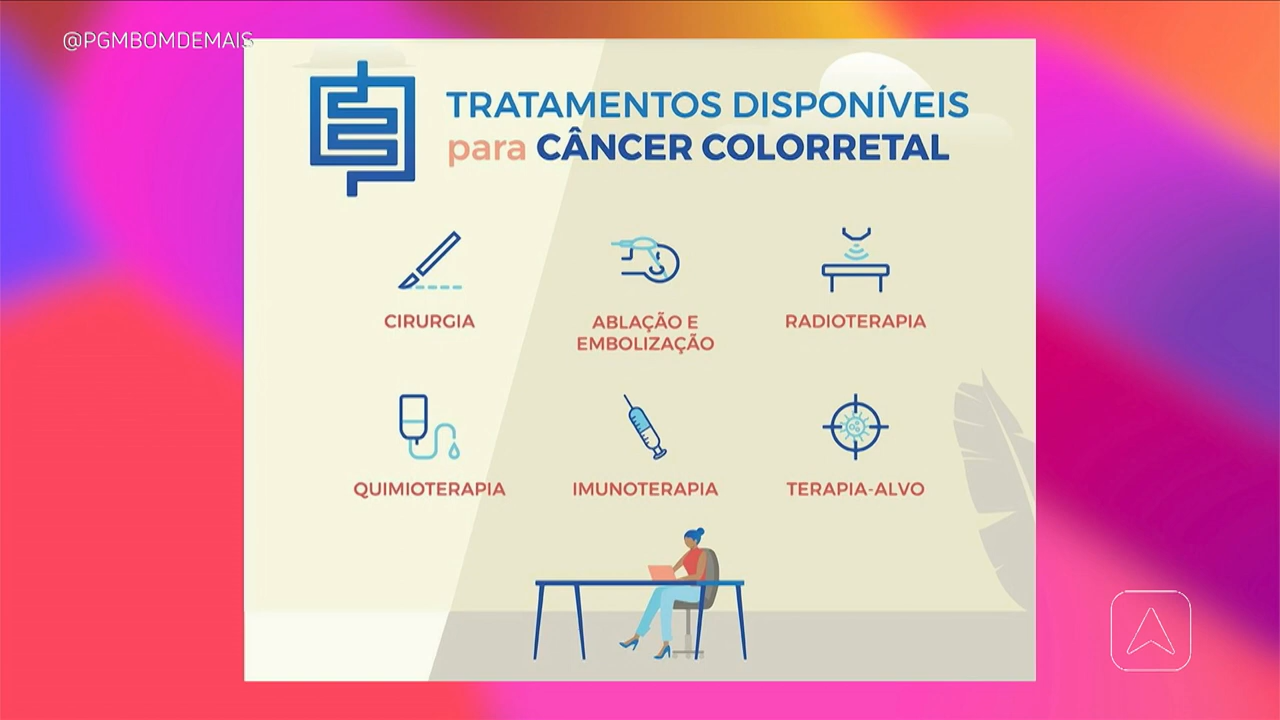 @PGMBOMDEMAIS
TRATAMENTOS DISPONÍVEIS
para CÂNCER COLORRETAL
CIRURGIA
ABLAÇÃO E
EMBOLIZAÇÃO
RADIOTERAPIA
QUIMIOTERAPIA
IMUNOTERAPIA
TERAPIA-ALVO